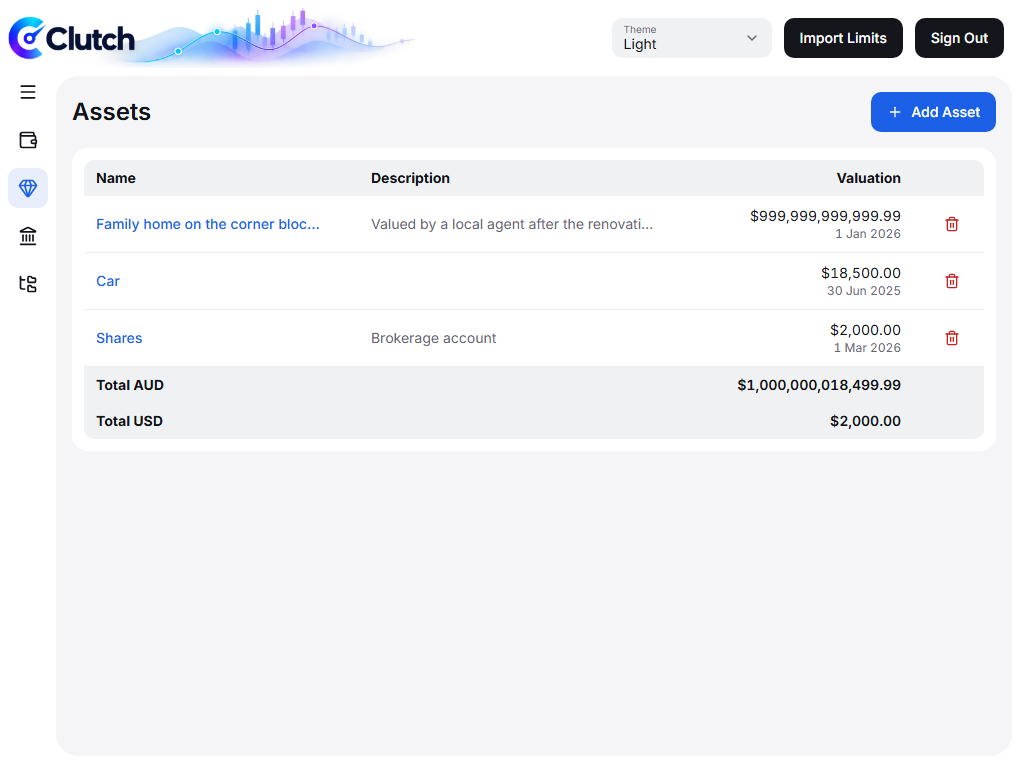 Clutch
Theme
Light
Import Limits
Sign Out
Assets
+ Add Asset
Name Description Valuation
Family home on the corner bloc... Valued by a local agent after the renovati... $999,999,999,999.99
1 Jan 2026
Car $18,500.00
30 Jun 2025
Shares Brokerage account $2,000.00
1 Mar 2026
Total AUD $1,000,000,018,499.99
Total USD $2,000.00